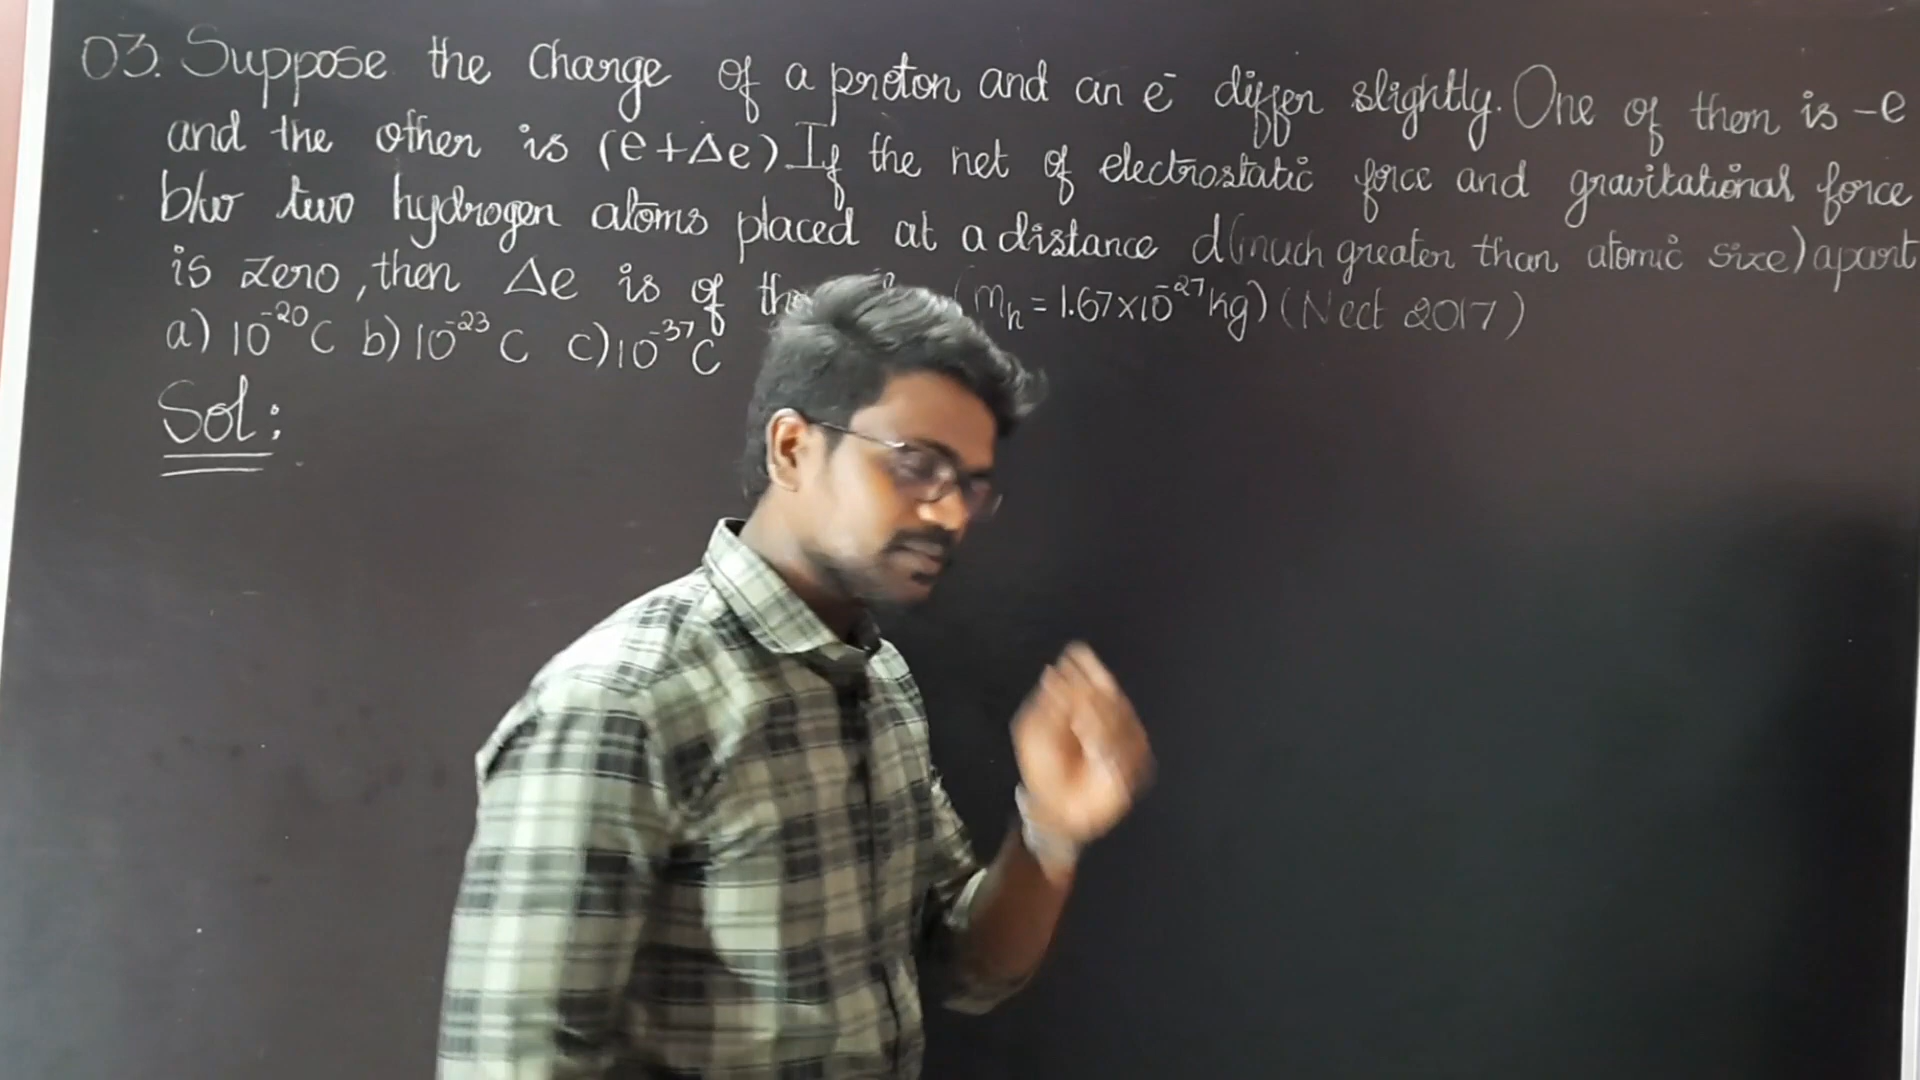 03. Suppose the charge of a proton and an e⁻ differ slightly. One of them is -e
and the other is (e+Δe) If the net of electrostatic force and gravitational force
b/w two hydrogen atoms placed at a distance d(much greater than atomic size) apart
is zero, then Δe is of (mₕ = 1.67×10⁻²⁷kg) (Neet 2017)
a) 10⁻²⁰C b) 10⁻²³C c) 10⁻³⁷C
Sol: